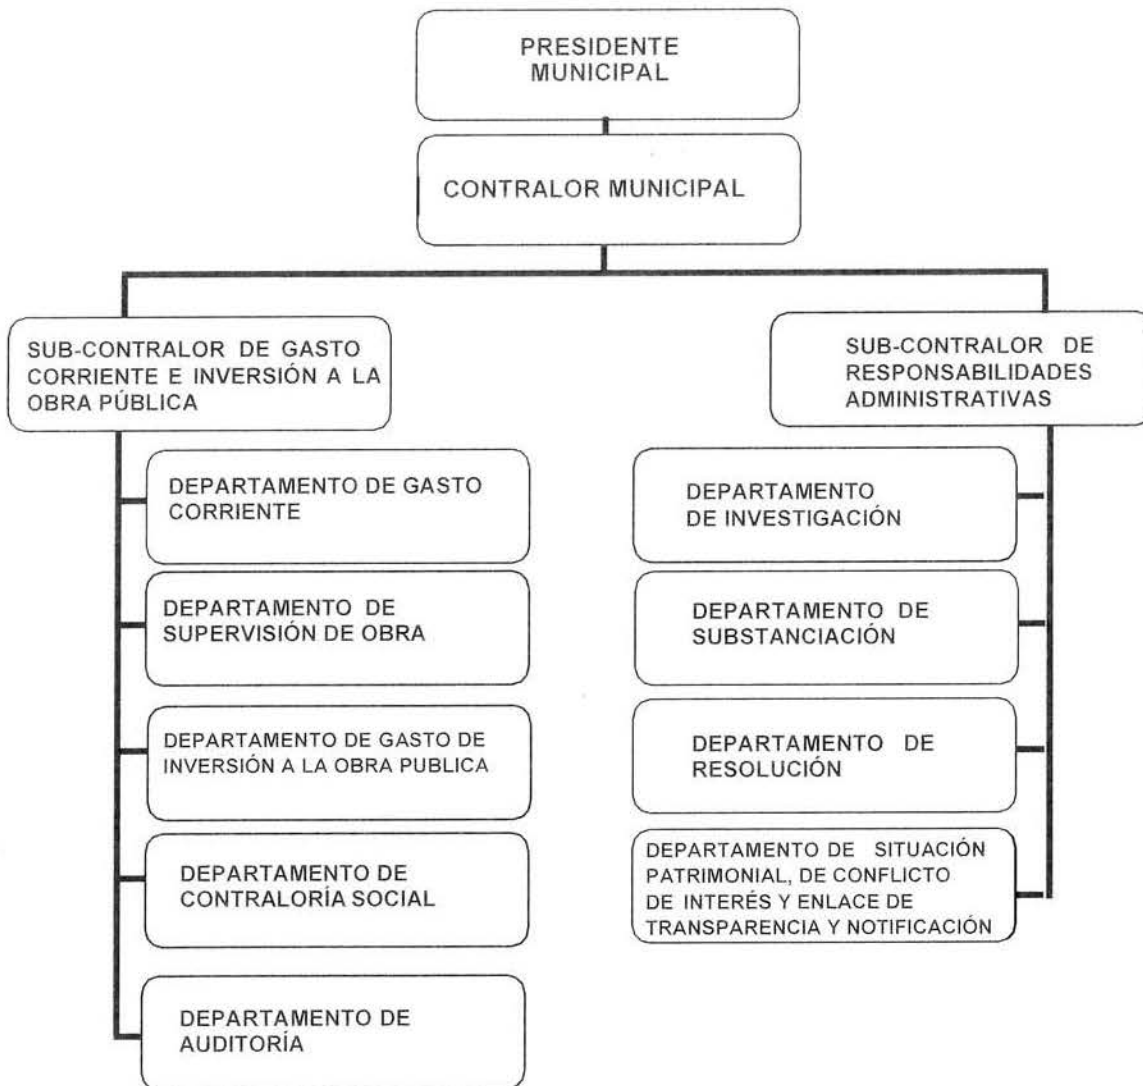 PRESIDENTE
MUNICIPAL
CONTRALOR MUNICIPAL
SUB-CONTRALOR DE GASTO
CORRIENTE E INVERSIÓN A LA
OBRA PÚBLICA
DEPARTAMENTO DE GASTO
CORRIENTE
DEPARTAMENTO DE
SUPERVISIÓN DE OBRA
DEPARTAMENTO DE GASTO DE
INVERSIÓN A LA OBRA PUBLICA
DEPARTAMENTO DE
CONTRALORÍA SOCIAL
DEPARTAMENTO DE
AUDITORÍA
SUB-CONTRALOR DE
RESPONSABILIDADES
ADMINISTRATIVAS
DEPARTAMENTO
DE INVESTIGACIÓN
DEPARTAMENTO DE
SUBSTANCIACIÓN
DEPARTAMENTO DE
RESOLUCIÓN
DEPARTAMENTO DE SITUACIÓN
PATRIMONIAL, DE CONFLICTO
DE INTERÉS Y ENLACE DE
TRANSPARENCIA Y NOTIFICACIÓN